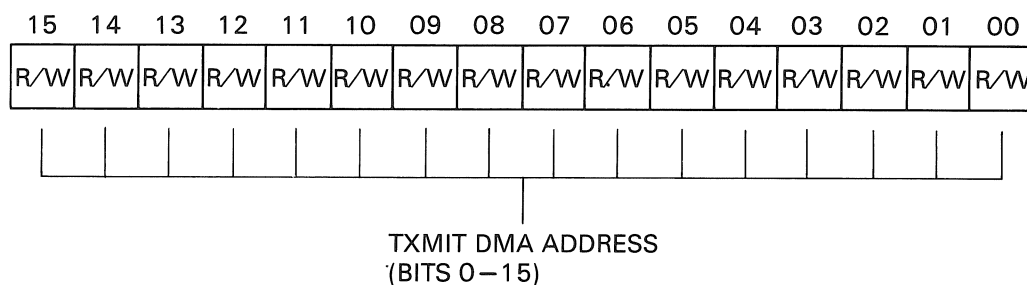 15 14 13 12 11 10 09 08 07 06 05 04 03 02 01 00
R/W R/W R/W R/W R/W R/W R/W R/W R/W R/W R/W R/W R/W R/W R/W R/W
TXMIT DMA ADDRESS
(BITS 0–15)